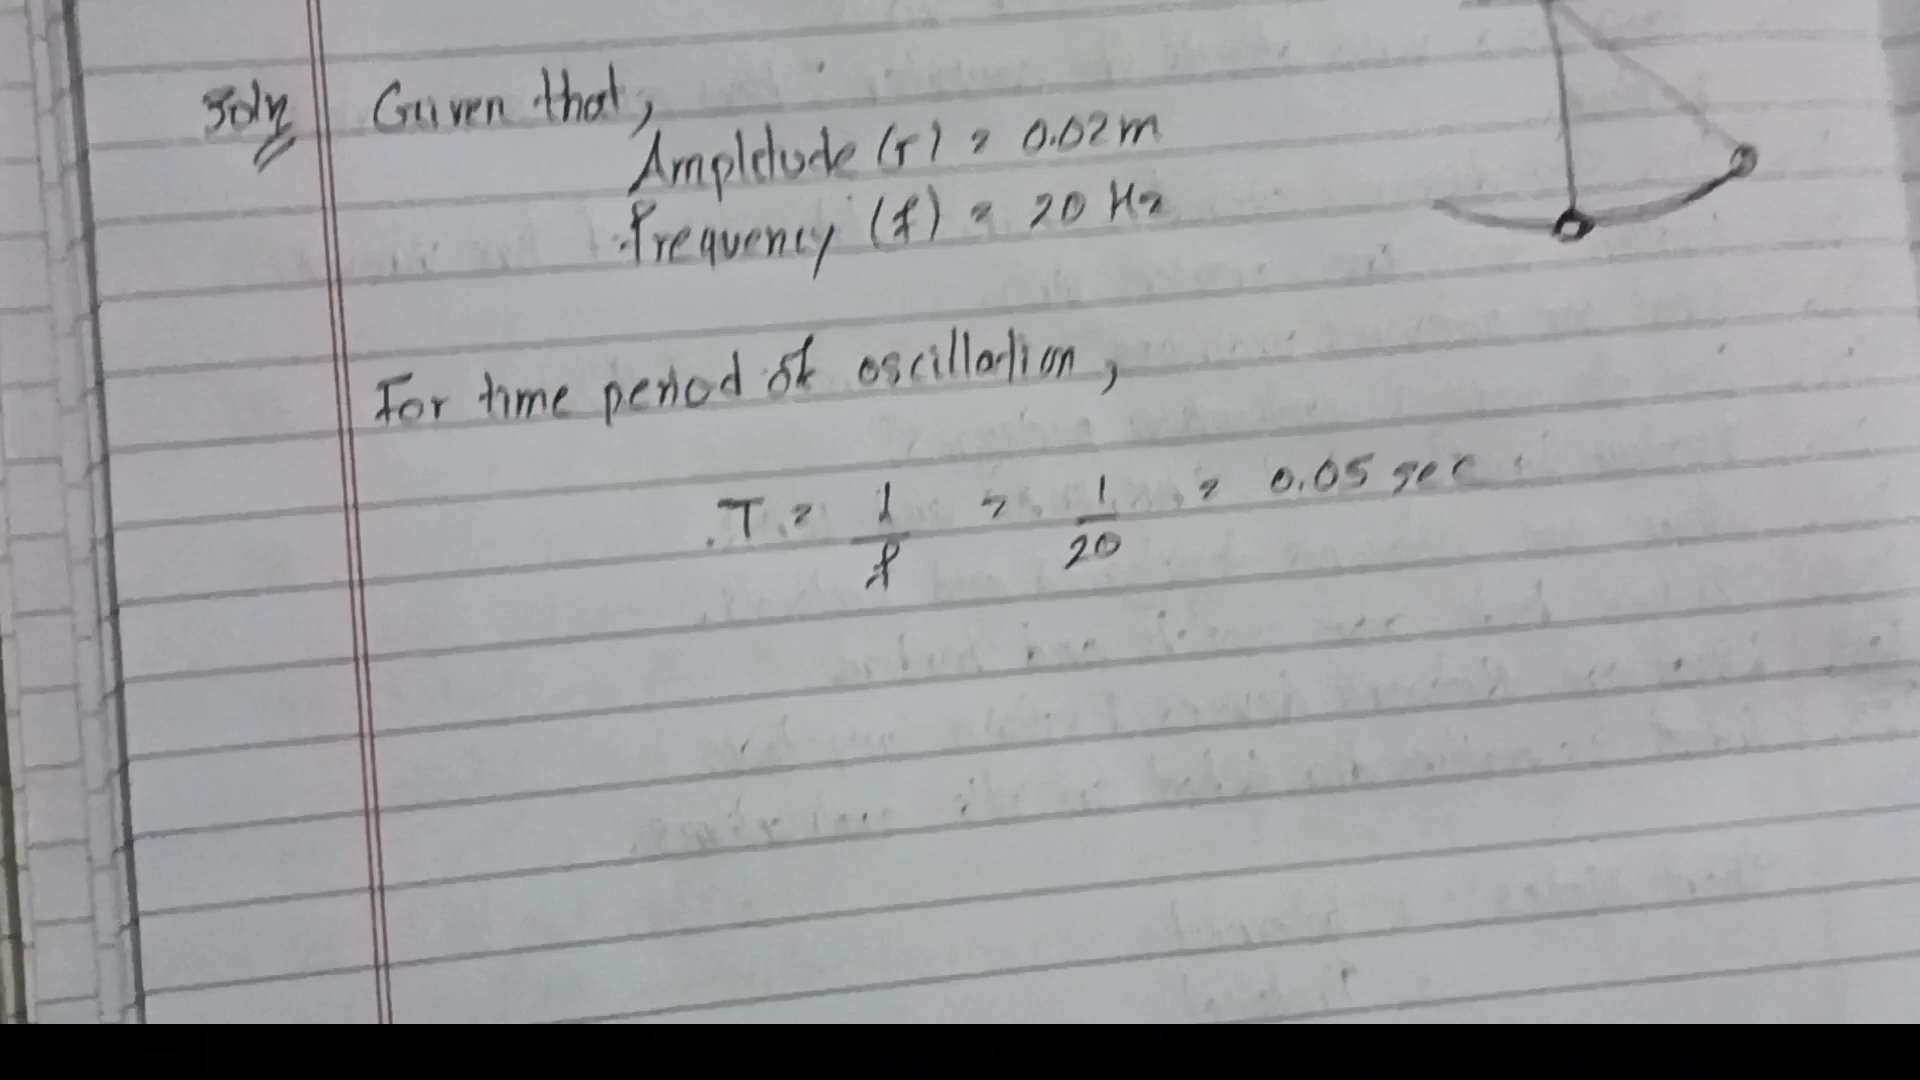 Soln Given that,
Amplitude (r) = 0.02m
frequency (f) = 20 Hz
For time period of oscillation,
T = 1/f = 1/20 = 0.05 sec.